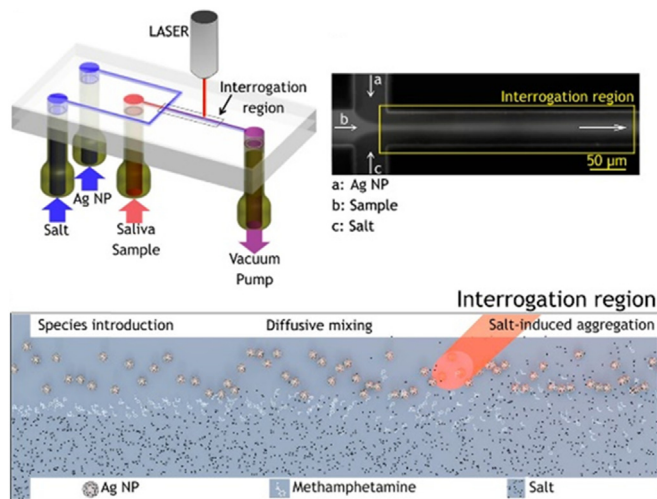 LASER
Interrogation
region
Ag NP
Salt
Saliva
Sample
Vacuum
Pump
a
Interrogation region
b
c
50 µm
a: Ag NP
b: Sample
c: Salt
Interrogation region
Species introduction
Diffusive mixing
Salt-induced aggregation
Ag NP
Methamphetamine
Salt